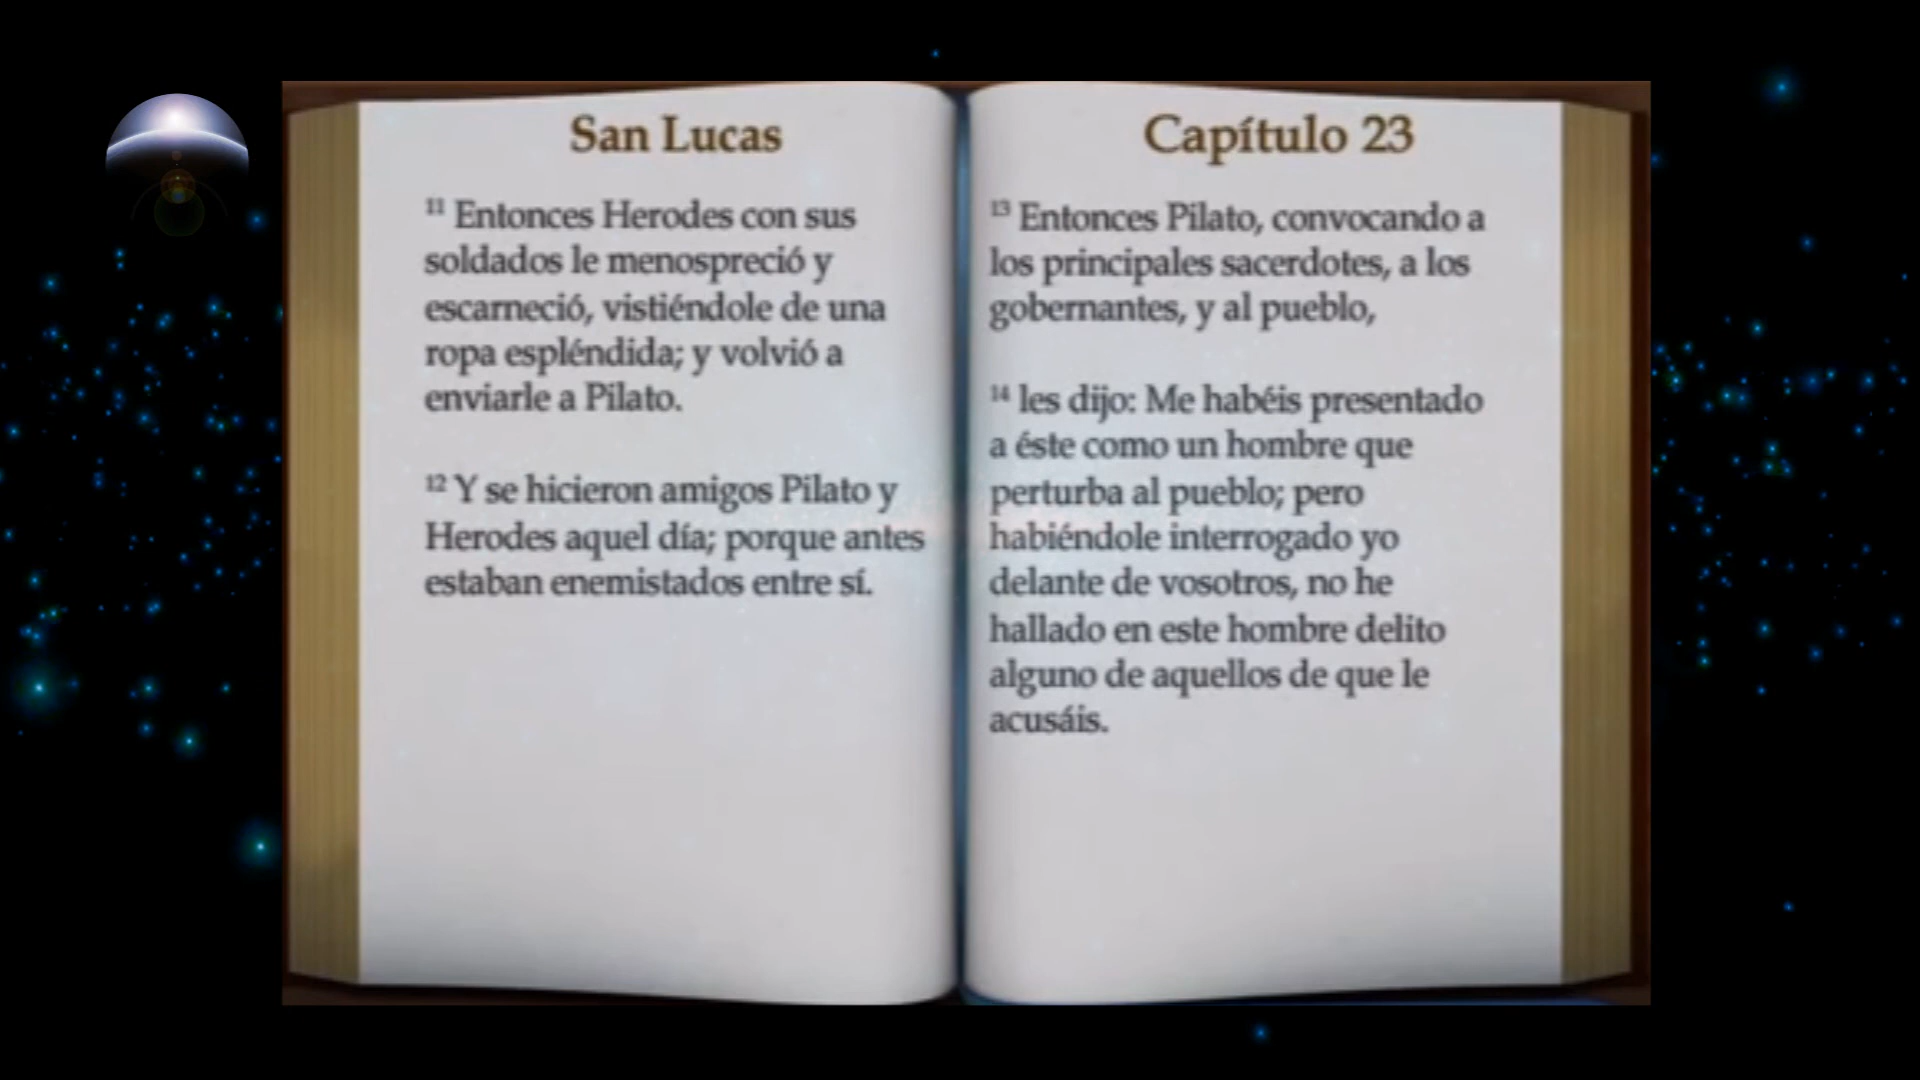 San Lucas
11 Entonces Herodes con sus
soldados le menospreció y
escarneció, vistiéndole de una
ropa espléndida; y volvió a
enviarle a Pilato.
12 Y se hicieron amigos Pilato y
Herodes aquel día; porque antes
estaban enemistados entre sí.
Capítulo 23
13 Entonces Pilato, convocando a
los principales sacerdotes, a los
gobernantes, y al pueblo,
14 les dijo: Me habéis presentado
a éste como un hombre que
perturba al pueblo; pero
habiéndole interrogado yo
delante de vosotros, no he
hallado en este hombre delito
alguno de aquellos de que le
acusáis.